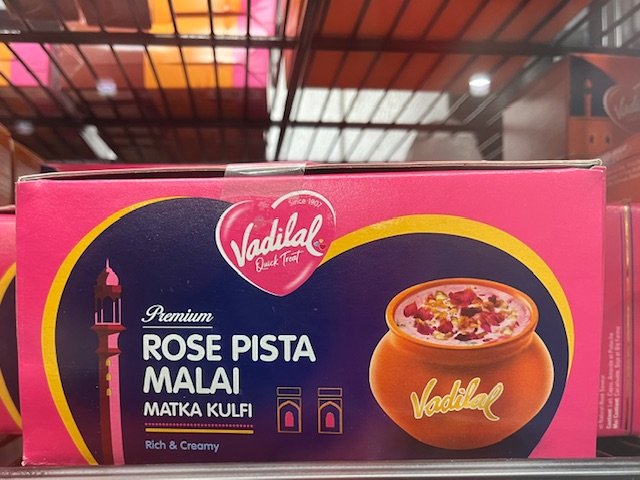 Since 1907
Vadilal
Quick Treat
Premium
ROSE PISTA
MALAI
MATKA KULFI
Rich & Creamy
Vadilal